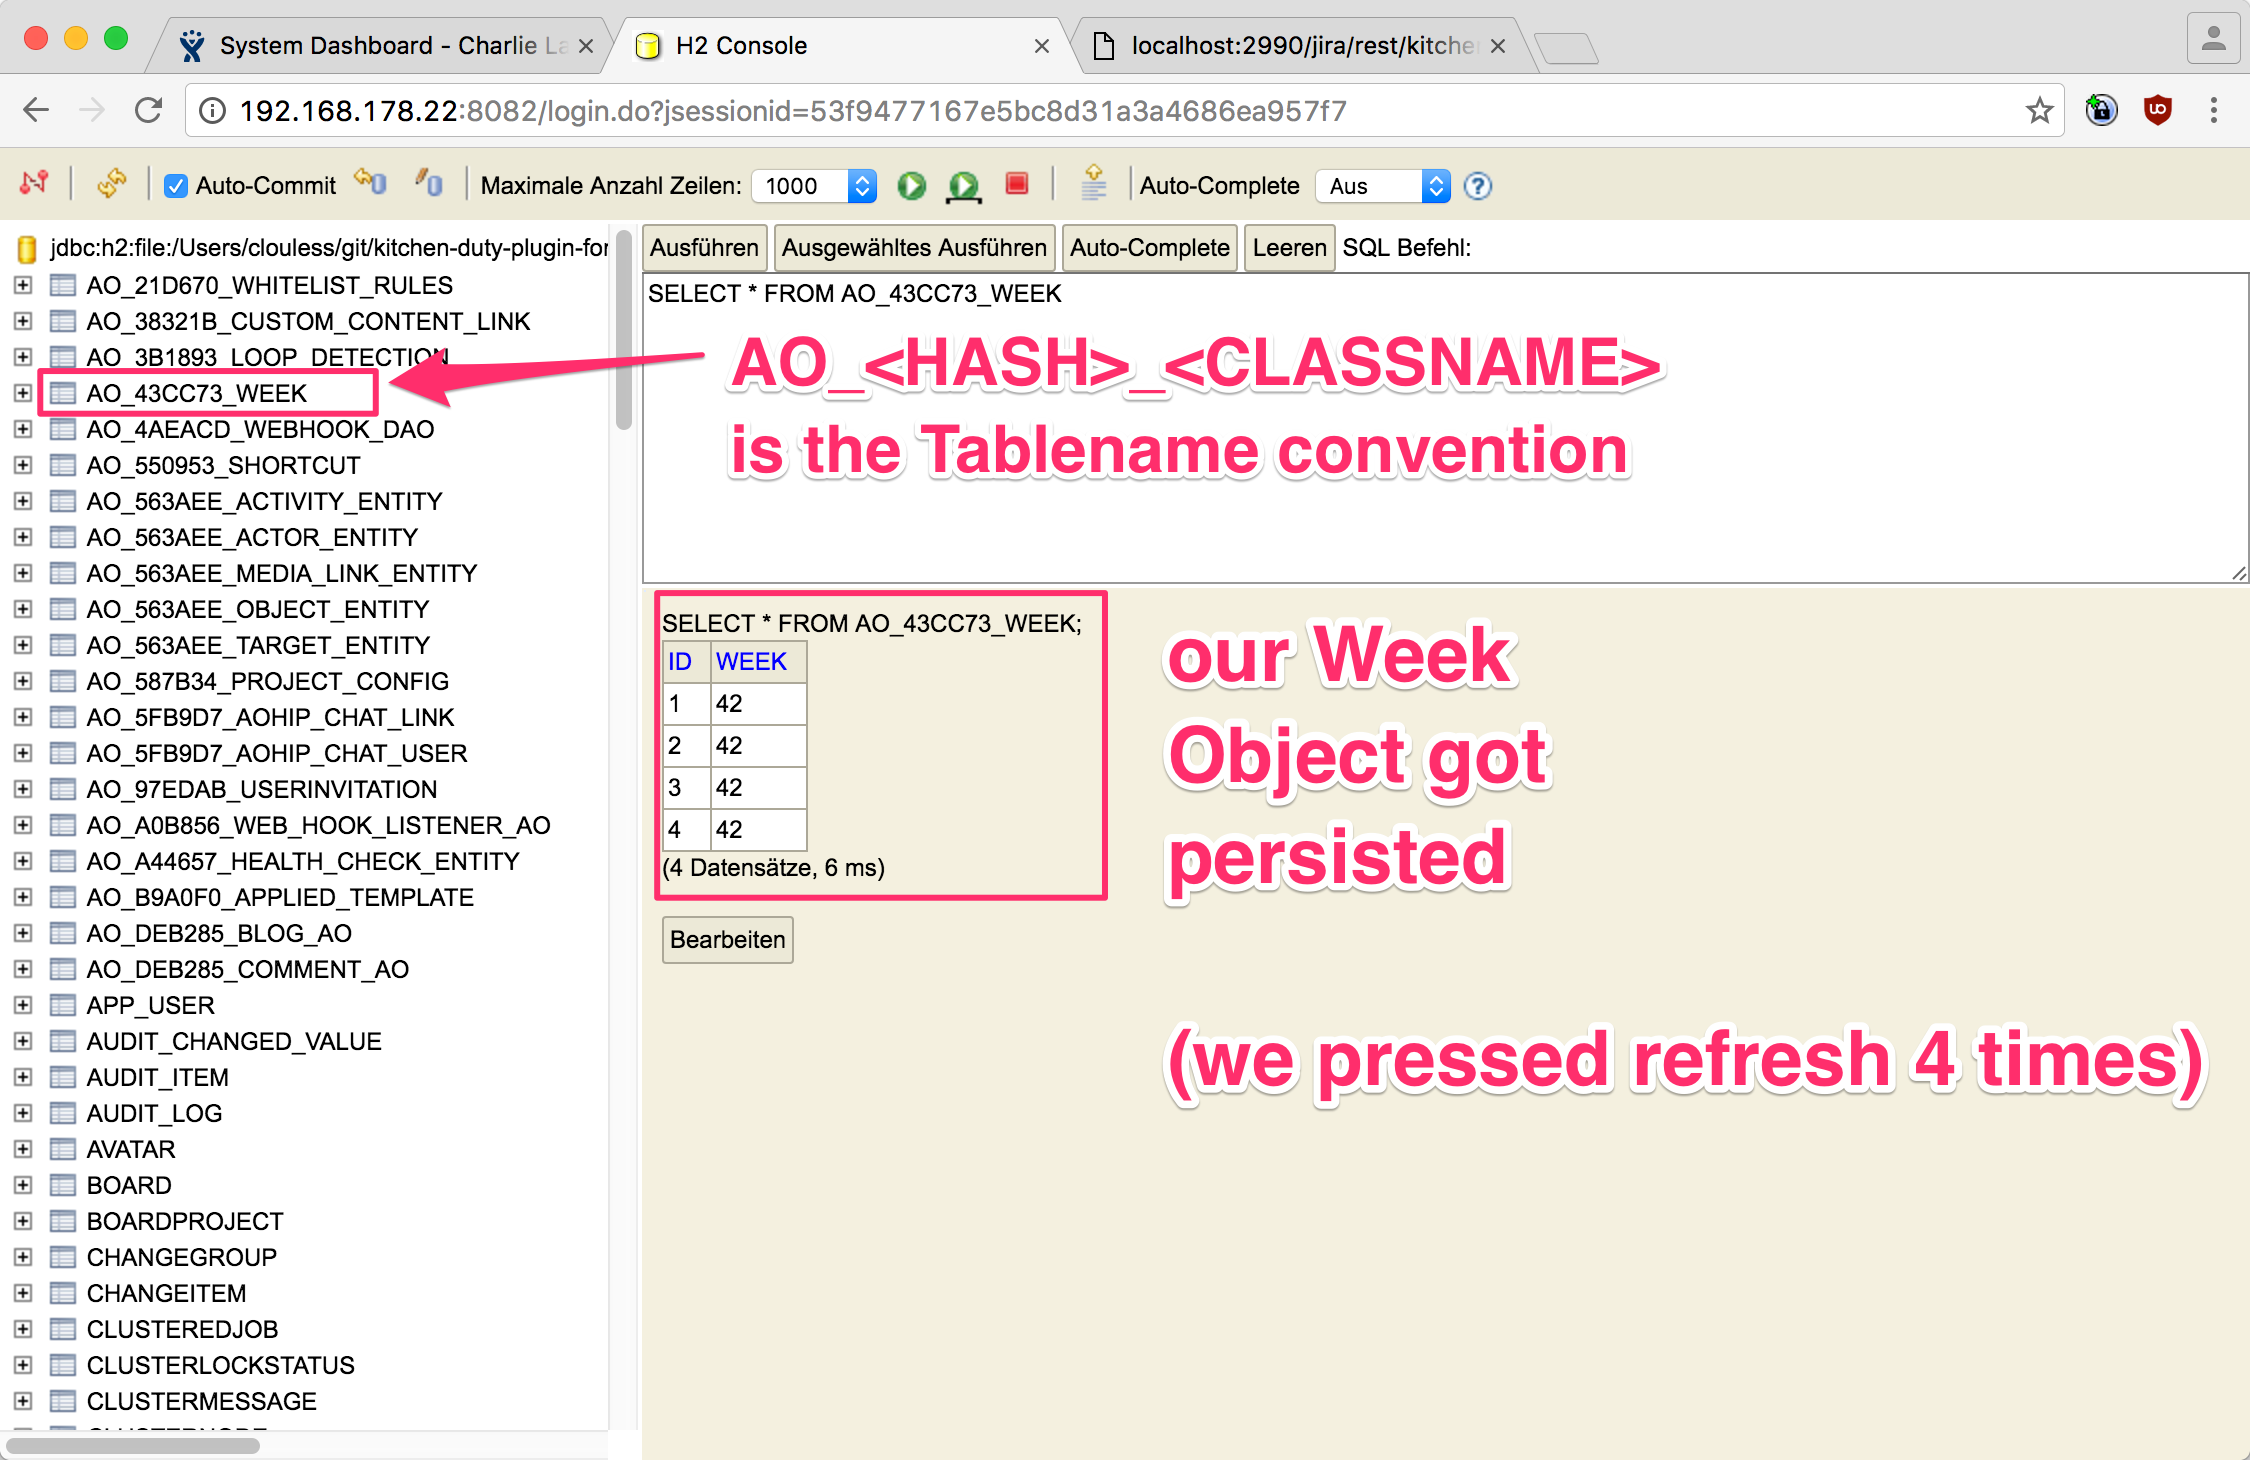 System Dashboard - Charlie La
H2 Console
localhost:2990/jira/rest/kitche
192.168.178.22:8082/login.do?jsessionid=53f9477167e5bc8d31a3a4686ea957f7
Auto-Commit
Maximale Anzahl Zeilen: 1000
Auto-Complete Aus
jdbc:h2:file:/Users/clouless/git/kitchen-duty-plugin-for
AO_21D670_WHITELIST_RULES
AO_38321B_CUSTOM_CONTENT_LINK
AO_3B1893_LOOP_DETECTION
AO_43CC73_WEEK
AO_4AEACD_WEBHOOK_DAO
AO_550953_SHORTCUT
AO_563AEE_ACTIVITY_ENTITY
AO_563AEE_ACTOR_ENTITY
AO_563AEE_MEDIA_LINK_ENTITY
AO_563AEE_OBJECT_ENTITY
AO_563AEE_TARGET_ENTITY
AO_587B34_PROJECT_CONFIG
AO_5FB9D7_AOHIP_CHAT_LINK
AO_5FB9D7_AOHIP_CHAT_USER
AO_97EDAB_USERINVITATION
AO_A0B856_WEB_HOOK_LISTENER_AO
AO_A44657_HEALTH_CHECK_ENTITY
AO_B9A0F0_APPLIED_TEMPLATE
AO_DEB285_BLOG_AO
AO_DEB285_COMMENT_AO
APP_USER
AUDIT_CHANGED_VALUE
AUDIT_ITEM
AUDIT_LOG
AVATAR
BOARD
BOARDPROJECT
CHANGEGROUP
CHANGEITEM
CLUSTEREDJOB
CLUSTERLOCKSTATUS
CLUSTERMESSAGE
Ausführen Ausgewähltes Ausführen Auto-Complete Leeren SQL Befehl:
SELECT * FROM AO_43CC73_WEEK
AO_<HASH>_<CLASSNAME>
is the Tablename convention
SELECT * FROM AO_43CC73_WEEK;
ID WEEK
1 42
2 42
3 42
4 42
(4 Datensätze, 6 ms)
Bearbeiten
our Week
Object got
persisted
(we pressed refresh 4 times)